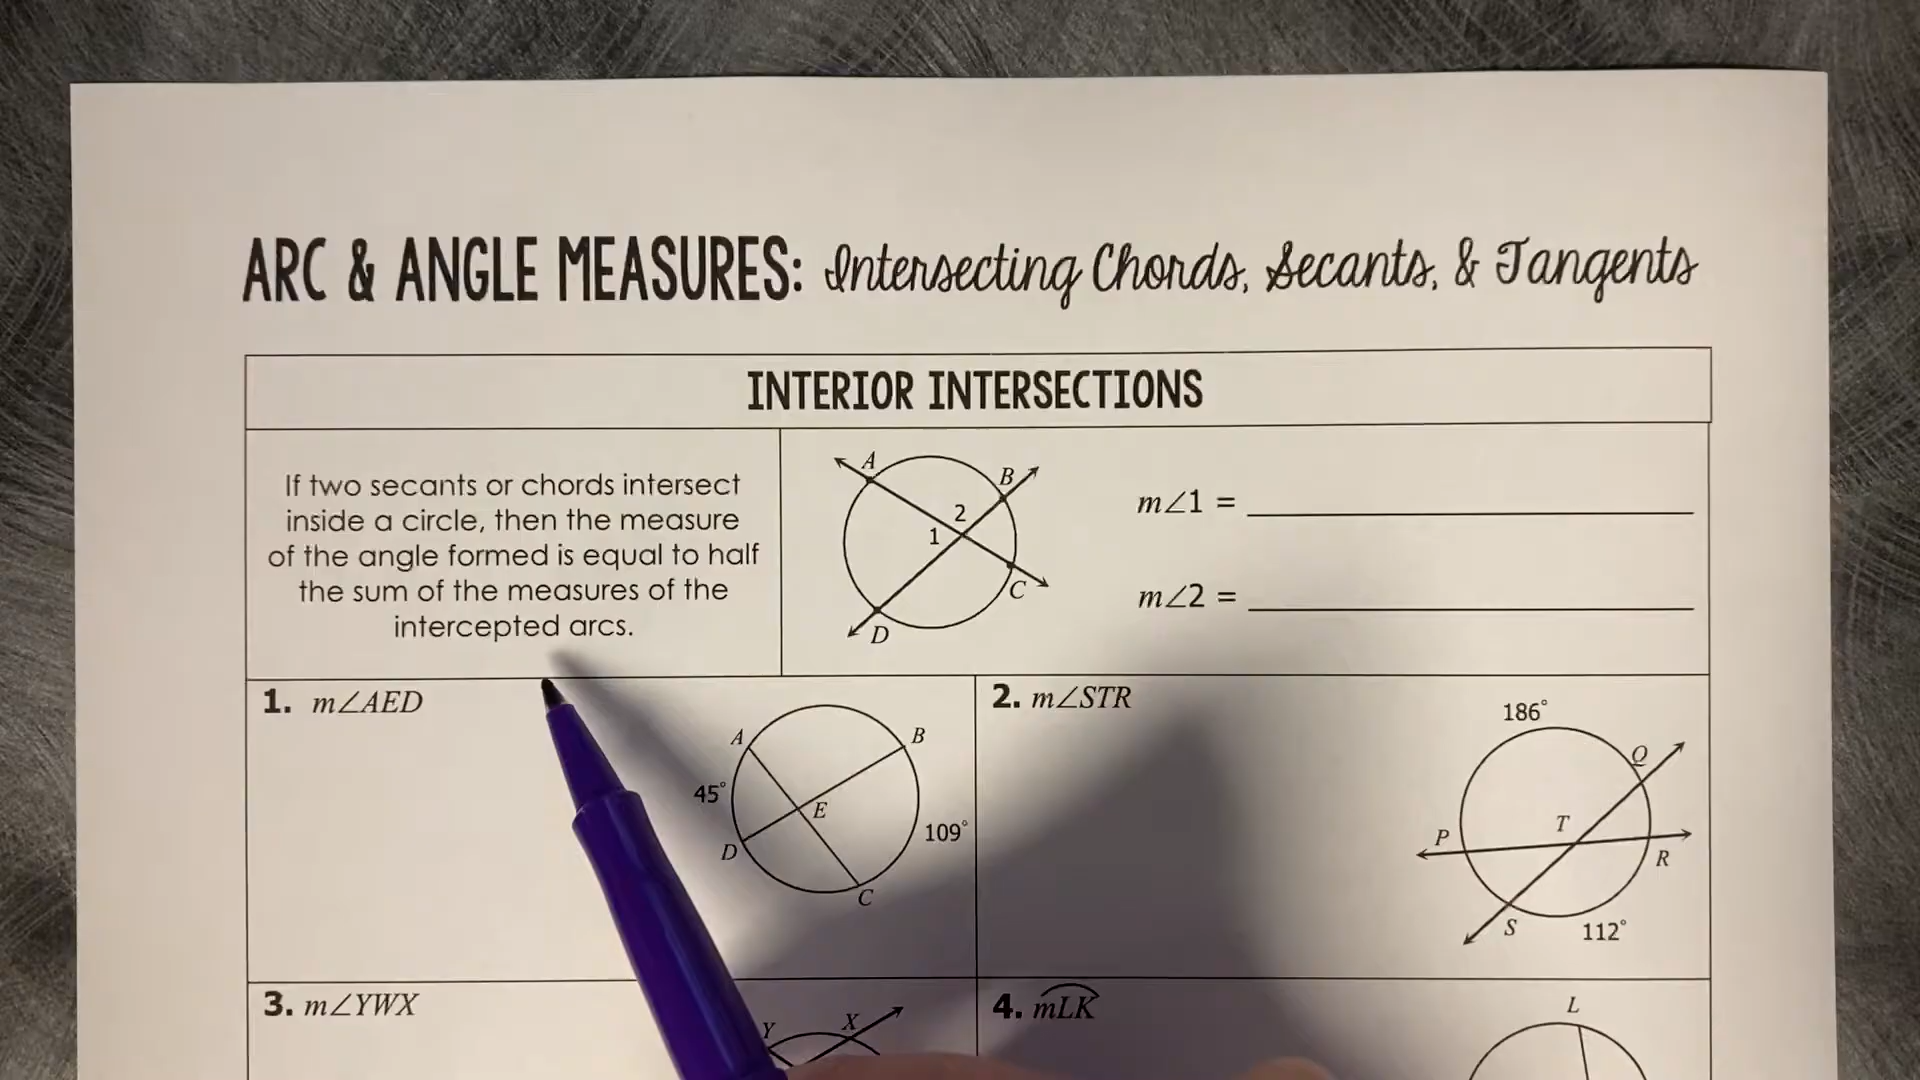 ARC & ANGLE MEASURES: Intersecting Chords, Secants, & Tangents
INTERIOR INTERSECTIONS
If two secants or chords intersect
inside a circle, then the measure
of the angle formed is equal to half
the sum of the measures of the
intercepted arcs.
A
B
2
1
C
D
m∠1 =
m∠2 =
1. m∠AED
A
B
45°
E
109°
D
C
2. m∠STR
186°
Q
T
P
R
S
112°
3. m∠YWX
Y
X
4. mLK
L